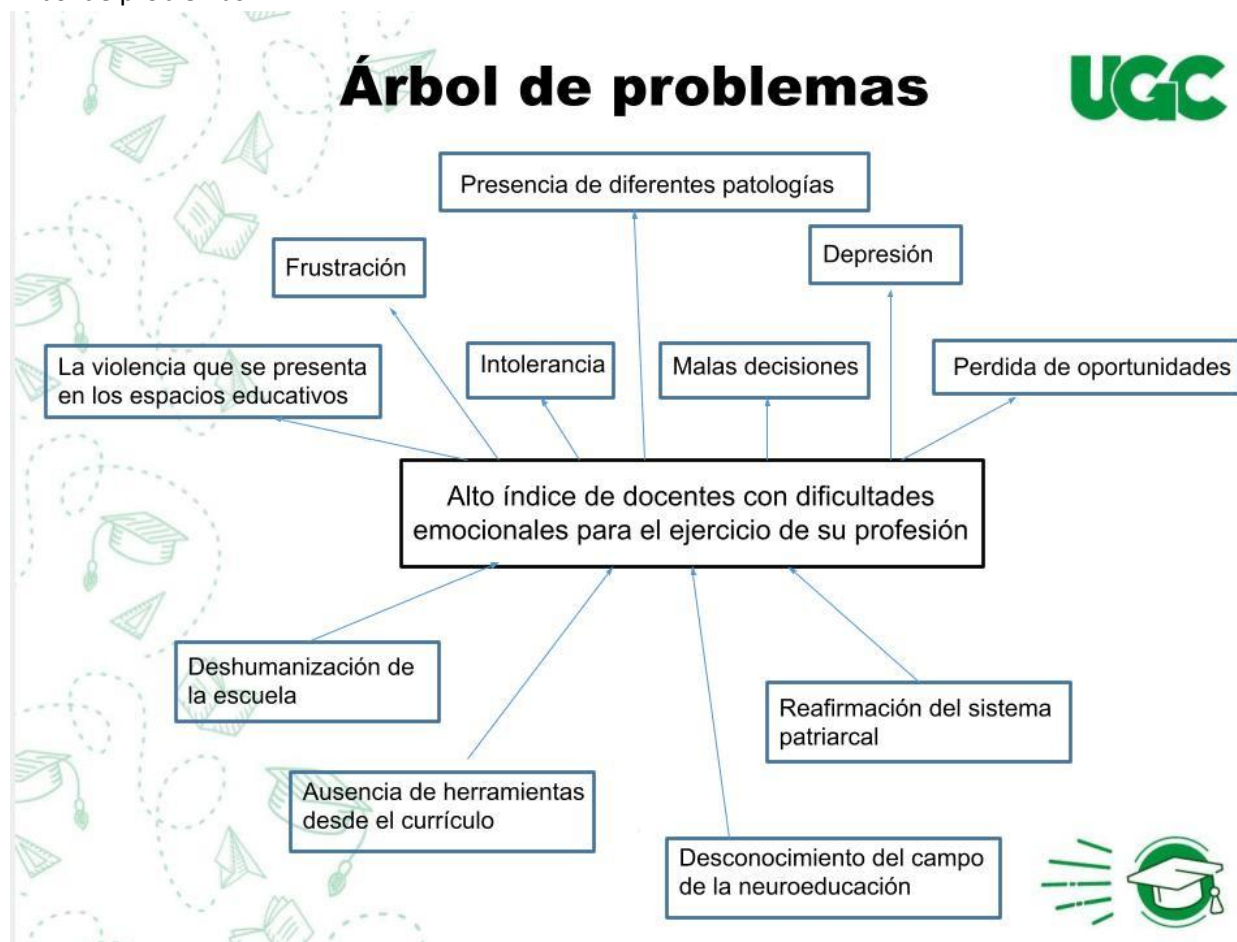 Árbol de problemas
UGC
Presencia de diferentes patologías
Depresión
Frustración
La violencia que se presenta
en los espacios educativos
Intolerancia
Malas decisiones
Perdida de oportunidades
Alto índice de docentes con dificultades
emocionales para el ejercicio de su profesión
Deshumanización de
la escuela
Reafirmación del sistema
patriarcal
Ausencia de herramientas
desde el currículo
Desconocimiento del campo
de la neuroeducación